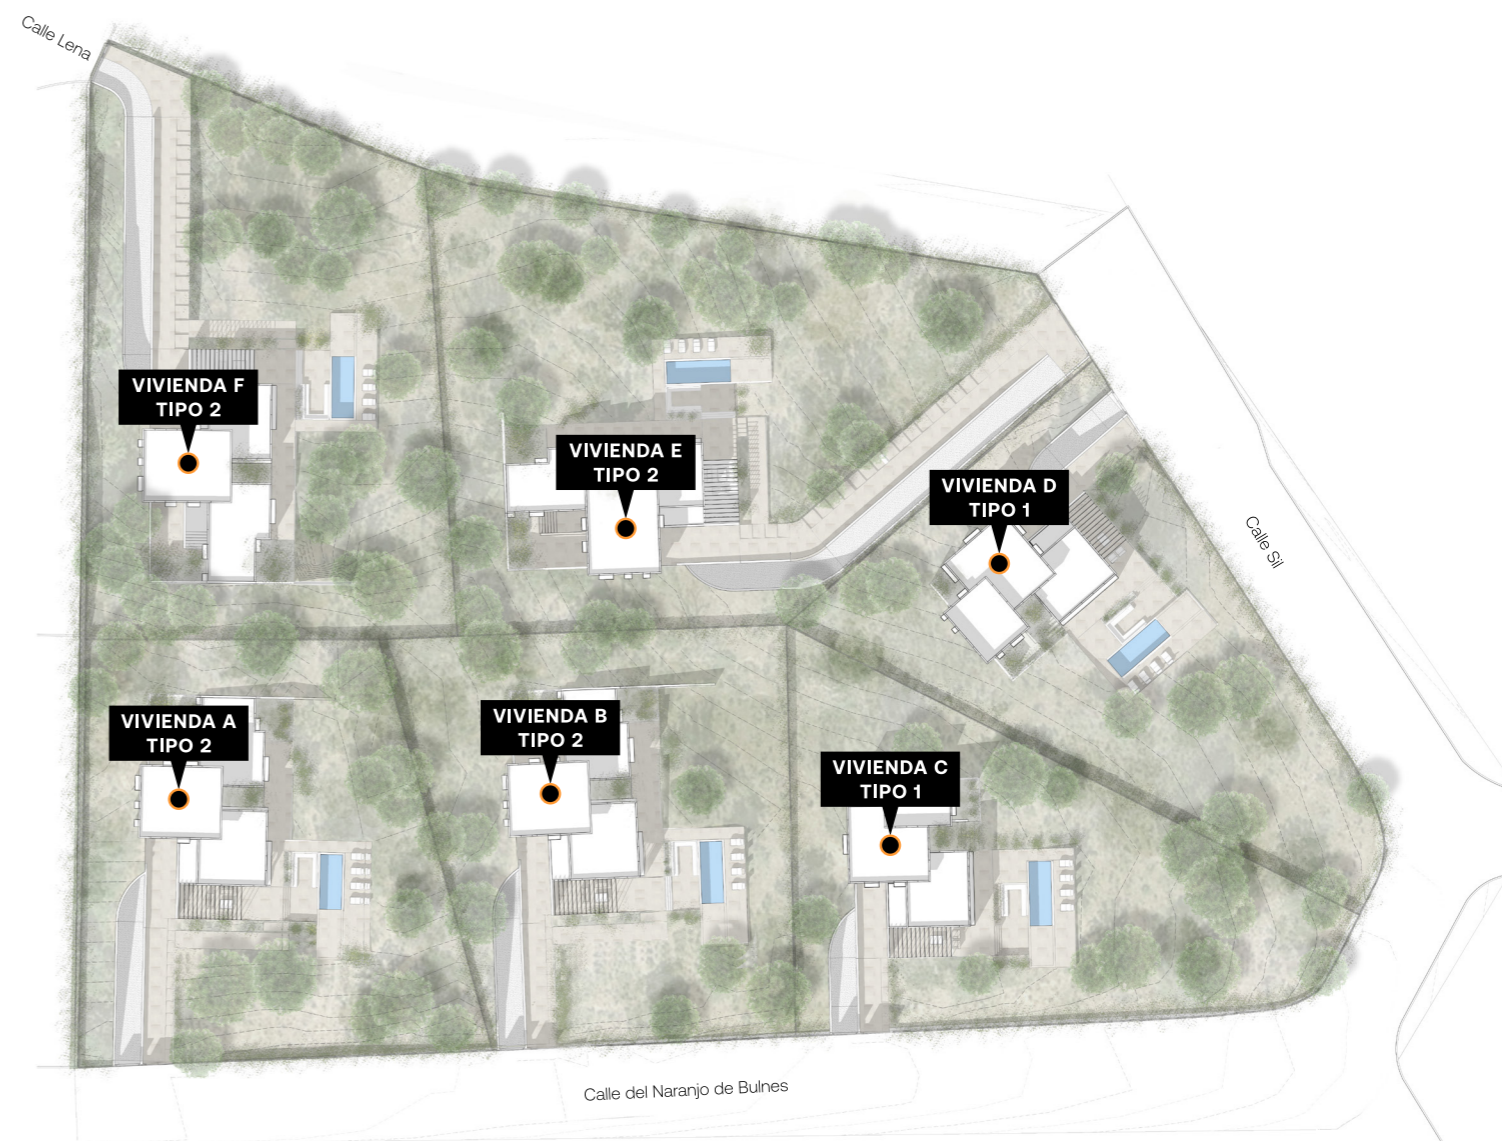 Calle Lena
VIVIENDA F
TIPO 2
VIVIENDA E
TIPO 2
VIVIENDA D
TIPO 1
Calle Sil
VIVIENDA A
TIPO 2
VIVIENDA B
TIPO 2
VIVIENDA C
TIPO 1
Calle del Naranjo de Bulnes